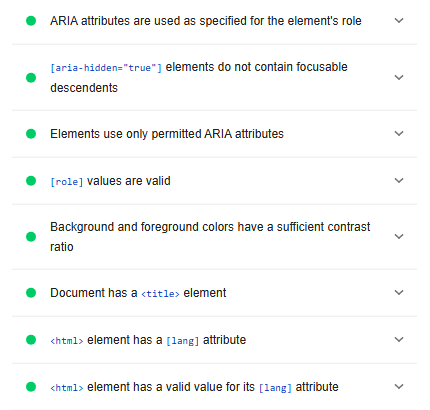 ARIA attributes are used as specified for the element's role
[aria-hidden="true"] elements do not contain focusable
descendents
Elements use only permitted ARIA attributes
[role] values are valid
Background and foreground colors have a sufficient contrast
ratio
Document has a <title> element
<html> element has a [lang] attribute
<html> element has a valid value for its [lang] attribute